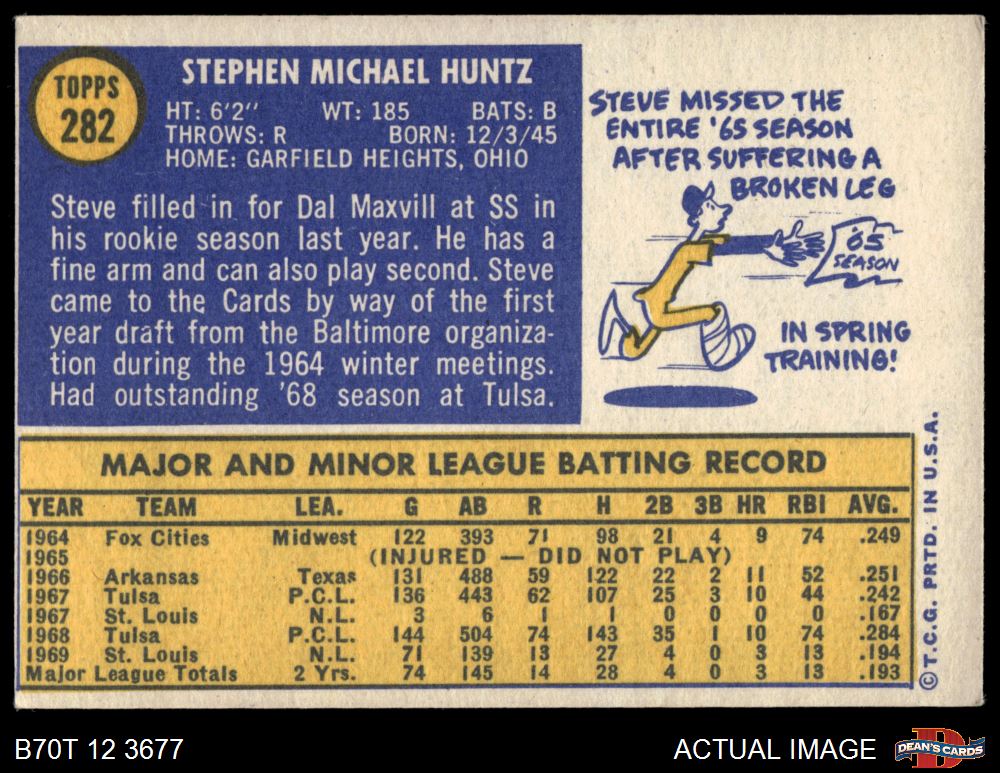 TOPPS
282
STEPHEN MICHAEL HUNTZ
HT: 6'2" WT: 185 BATS: B
THROWS: R BORN: 12/3/45
HOME: GARFIELD HEIGHTS, OHIO
Steve filled in for Dal Maxvill at SS in
his rookie season last year. He has a
fine arm and can also play second. Steve
came to the Cards by way of the first
year draft from the Baltimore organiza-
tion during the 1964 winter meetings.
Had outstanding '68 season at Tulsa.
STEVE MISSED THE
ENTIRE '65 SEASON
AFTER SUFFERING A
BROKEN LEG
'65
SEASON
IN SPRING
TRAINING!
MAJOR AND MINOR LEAGUE BATTING RECORD
YEAR TEAM LEA. G AB R H 2B 3B HR RBI AVG.
1964 Fox Cities Midwest 122 393 71 98 21 4 9 74 .249
1965 (INJURED — DID NOT PLAY)
1966 Arkansas Texas 131 488 59 122 22 2 11 52 .251
1967 Tulsa P.C.L. 136 443 62 107 25 3 10 44 .242
1967 St. Louis N.L. 3 6 1 1 0 0 0 0 .167
1968 Tulsa P.C.L. 144 504 74 143 35 1 10 74 .284
1969 St. Louis N.L. 71 139 13 27 4 0 3 13 .194
Major League Totals 2 Yrs. 74 145 14 28 4 0 3 13 .193
©T.C.G. PRTD. IN U.S.A.
B70T 12 3677
ACTUAL IMAGE
DEAN'S CARDS